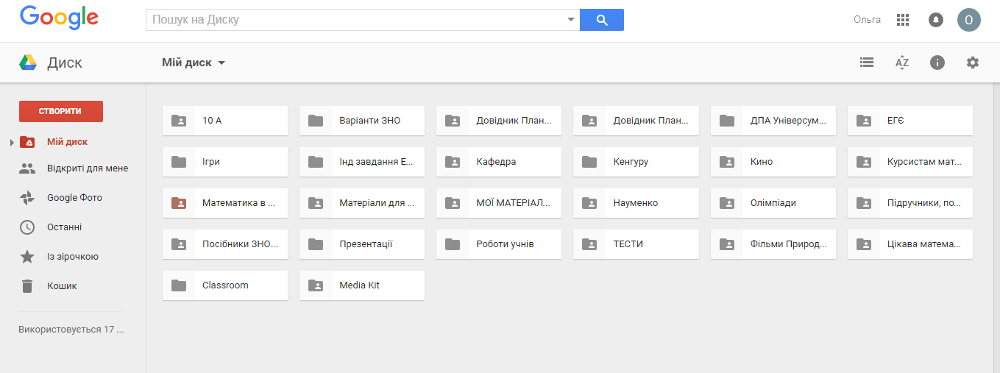 Google
Пошук на Диску
Ольга
О
Диск
Мій диск
AZ
СТВОРИТИ
Мій диск
Відкриті для мене
Google Фото
Останні
Із зірочкою
Кошик
Використовується 17 ...
10 А
Варіанти ЗНО
Довідник План...
Довідник План...
ДПА Універсум...
ЕГЄ
Ігри
Інд завдання Е...
Кафедра
Кенгуру
Кино
Курсистам мат...
Математика в ...
Матеріали для ...
МОЇ МАТЕРІАЛ...
Науменко
Олімпіади
Підручники, по...
Посібники ЗНО...
Презентації
Роботи учнів
ТЕСТИ
Фільми Природ...
Цікава матема...
Classroom
Media Kit